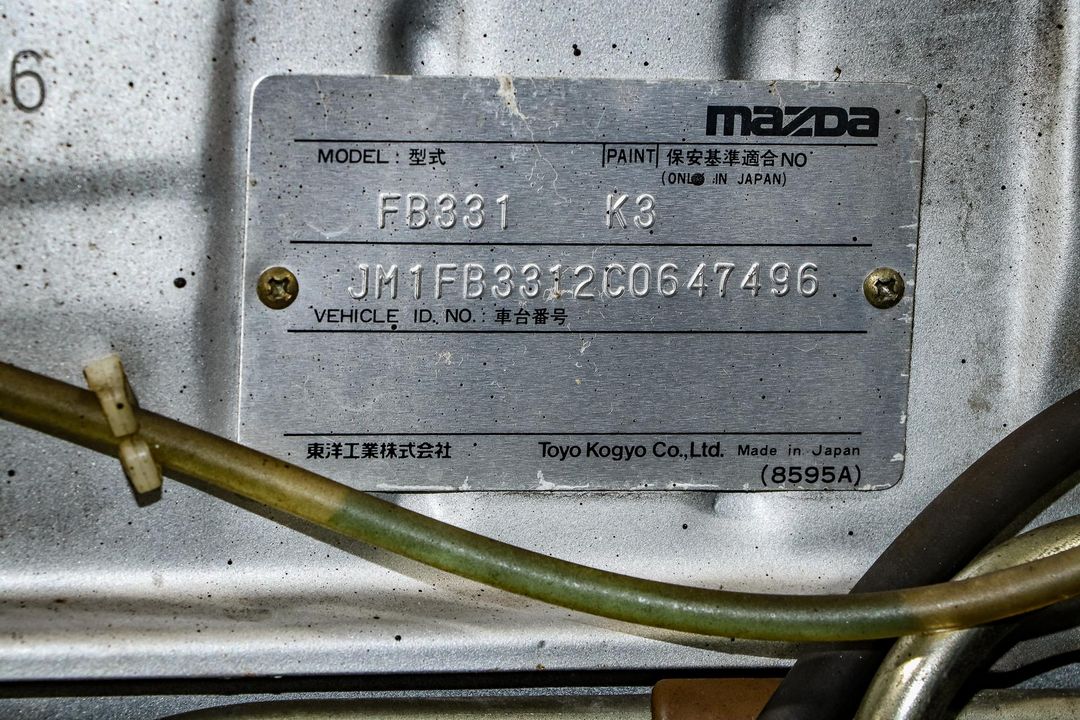 6
mazda
MODEL: 型式 PAINT 保安基準適合NO
(ONLY IN JAPAN)
FB331 K3
JM1FB3312C0647496
VEHICLE ID. NO.: 車台番号
東洋工業株式会社 Toyo Kogyo Co.,Ltd. Made in Japan
(8595A)